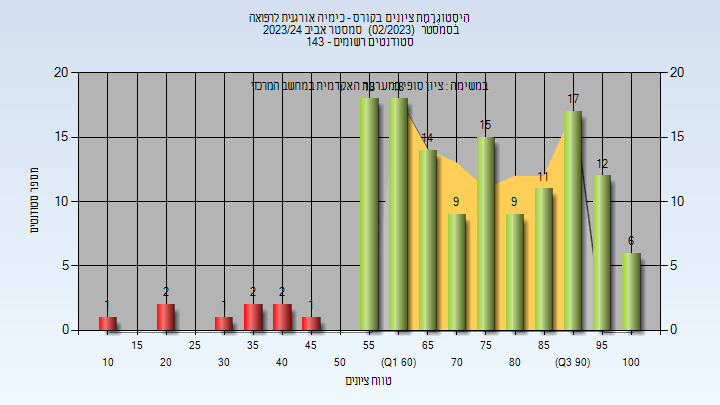 היסטוגרמת ציונים בקורס - כימיה אורגנית לרפואה
בסמסטר (02/2023) סמסטר אביב 2023/24
סטודנטים רשומים - 143
במשימה : ציון סופי מערכת האקדמית במחשב המרכזי
20 20
15 15
10 10
5 5
0 0
מספר סטודנטים
1 2 1 2 2 1 18 18 14 9 15 9 11 17 12 6
15 25 35 45 55 65 75 85 95
10 20 30 40 50 (Q1 60) 70 80 (Q3 90) 100
טווח ציונים